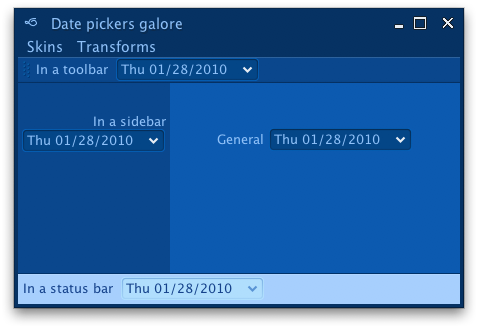 Date pickers galore
Skins Transforms
In a toolbar Thu 01/28/2010
In a sidebar
Thu 01/28/2010
General Thu 01/28/2010
In a status bar Thu 01/28/2010